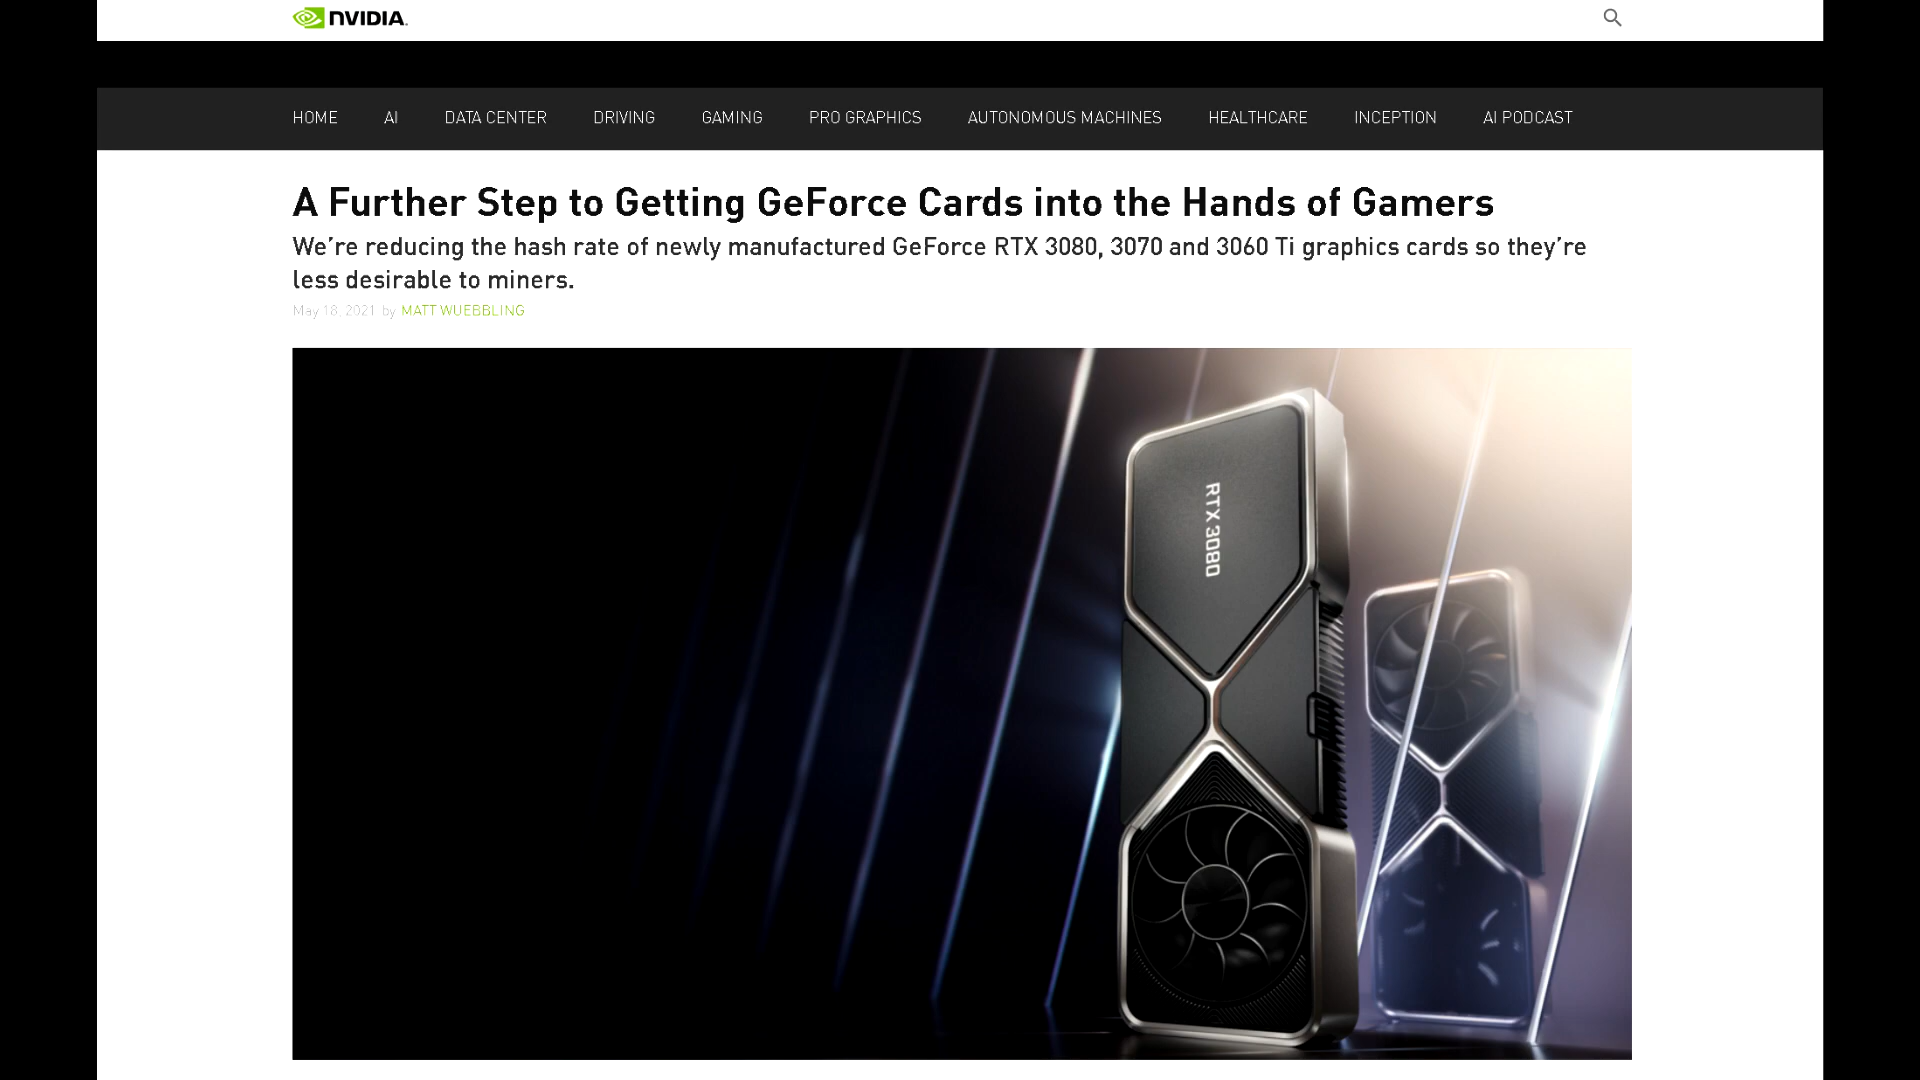 NVIDIA.
HOME AI DATA CENTER DRIVING GAMING PRO GRAPHICS AUTONOMOUS MACHINES HEALTHCARE INCEPTION AI PODCAST
A Further Step to Getting GeForce Cards into the Hands of Gamers
We're reducing the hash rate of newly manufactured GeForce RTX 3080, 3070 and 3060 Ti graphics cards so they're
less desirable to miners.
May 18, 2021 by MATT WUEBBLING
RTX 3080